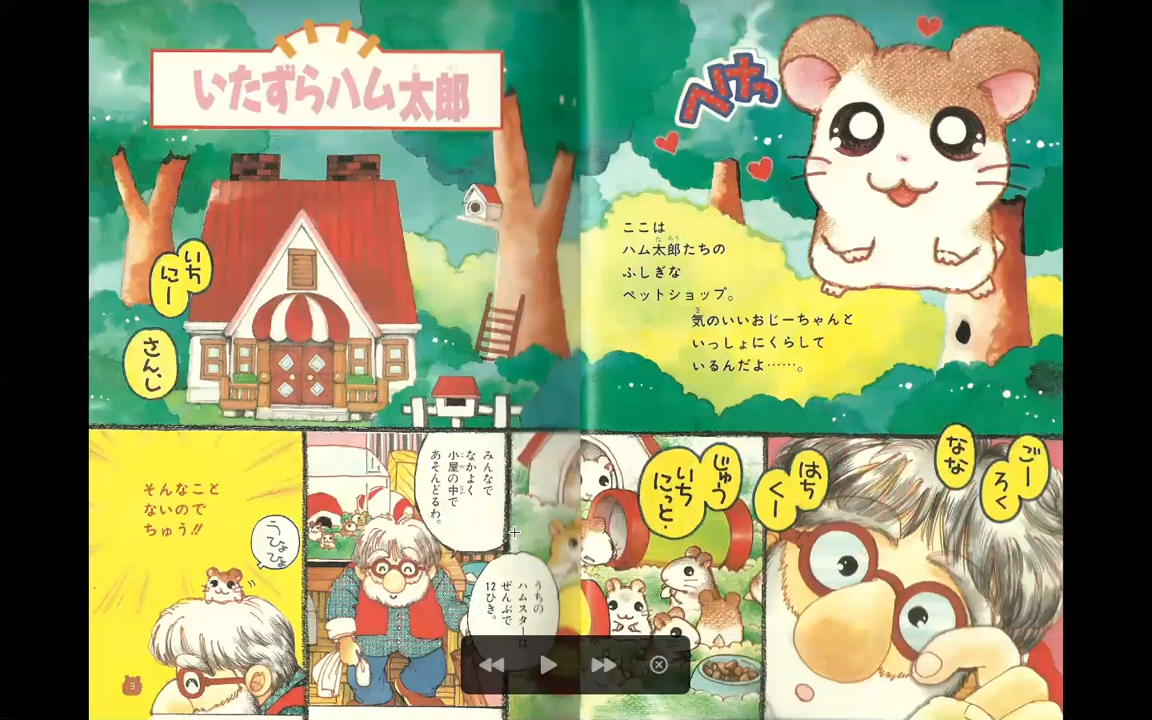 へけっ
ここは
ハム太郎たちの
ふしぎな
ペットショップ。
気のいいおじーちゃんと
いっしょにくらして
いるんだよ……。
いたずらハム太郎
いち
にー
さん、し
ごー
ろく
なな
はち
くー
じゅう
いち
にっと。
うちの
ハムスターは
ぜんぶで
12ひき。
みんなで
なかよく
小屋の中で
あそんどるわ。
そんなこと
ないので
ちゅう!!
うひょ
ひょ
9